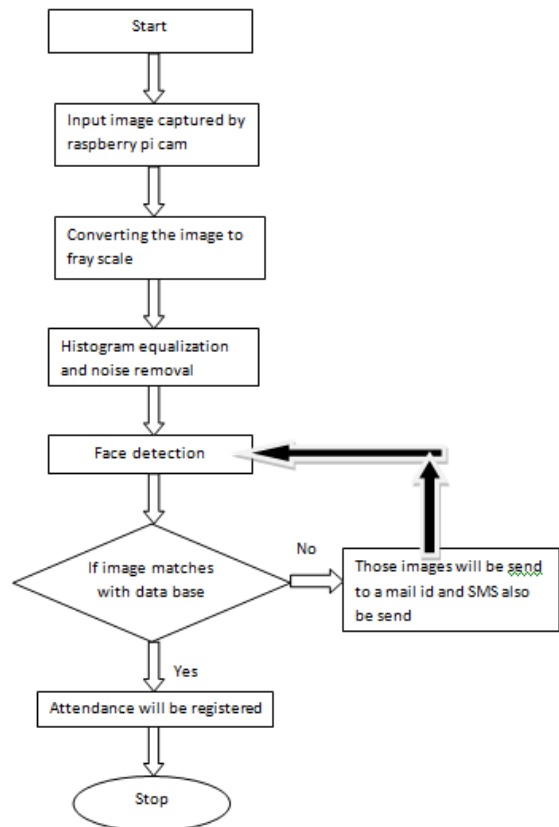 Start
Input image captured by
raspberry pi cam
Converting the image to
fray scale
Histogram equalization
and noise removal
Face detection
If image matches
with data base
No
Those images will be send
to a mail id and SMS also
be send
Yes
Attendance will be registered
Stop